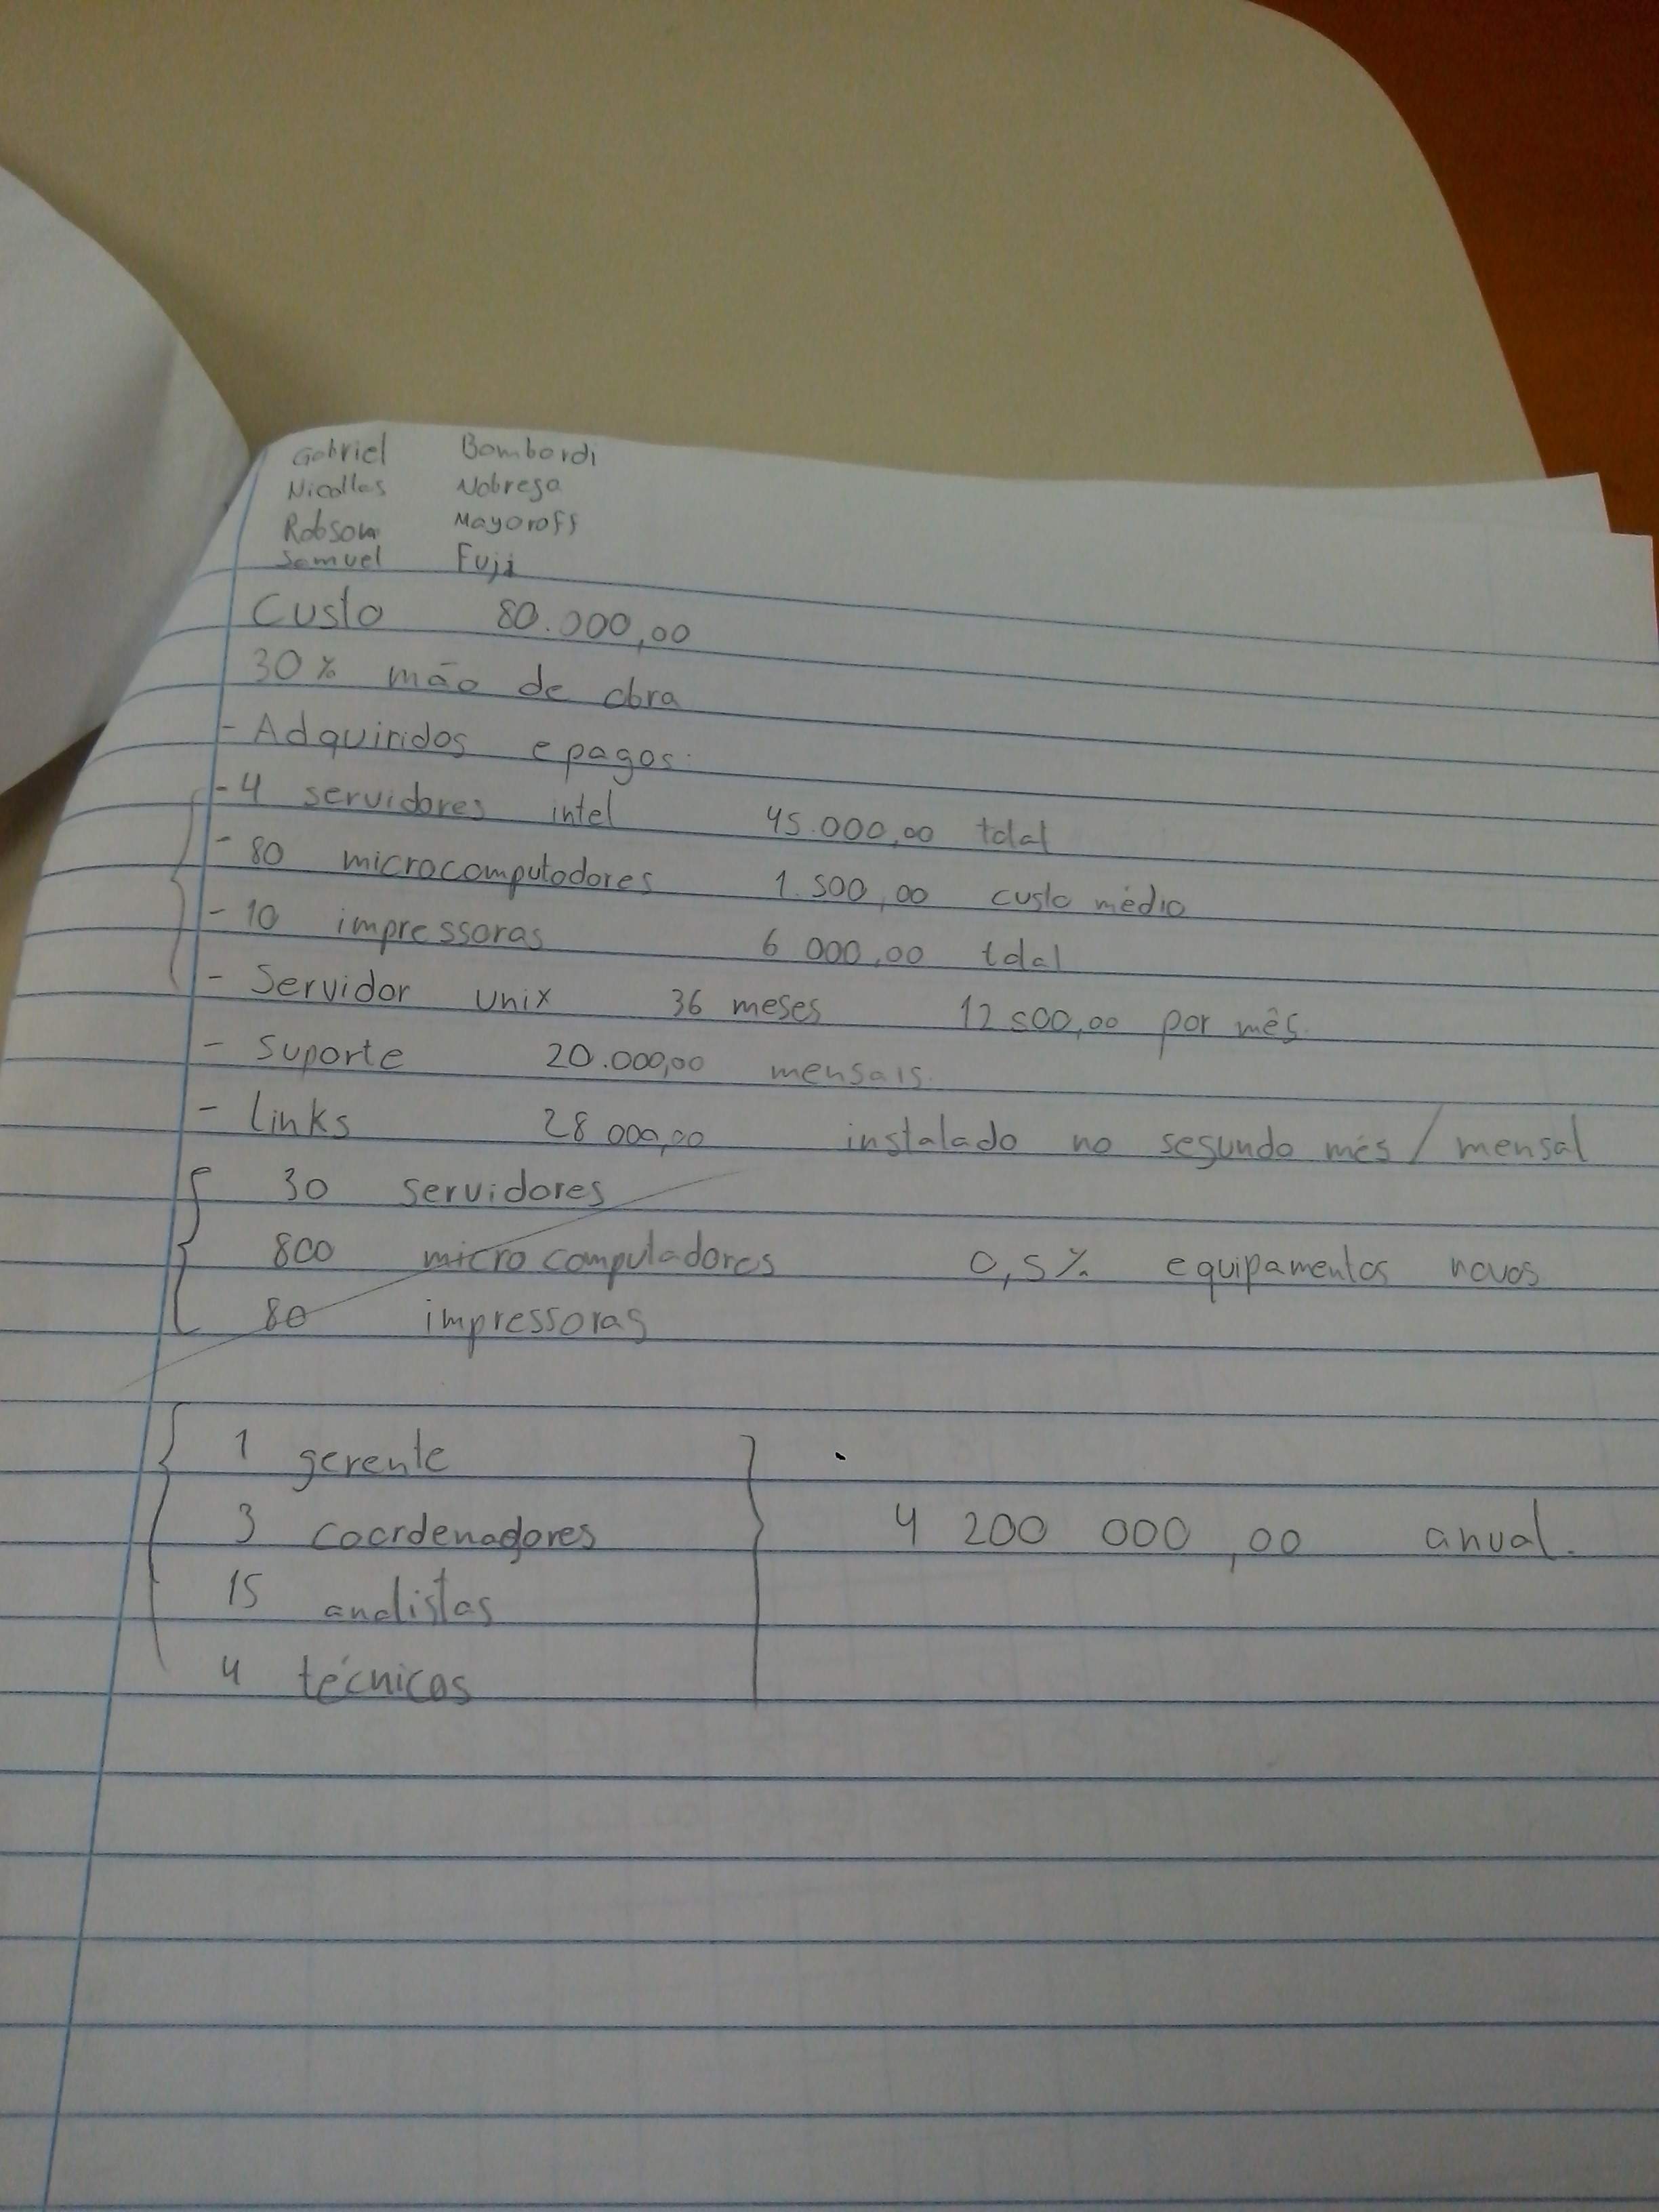 Gabriel Bombardi
Nicollas Nobrega
Robson Mayoroff
Samuel Fuji
Custo 80.000,00
30% mão de obra
- Adquiridos e pagos.
- 4 servidores intel 45.000,00 total
- 80 microcomputadores 1.500,00 custo médio
- 10 impressoras 6 000,00 total
- Servidor unix 36 meses 12 500,00 por mês.
- Suporte 20.000,00 mensais.
- Links 28 000,00 instalado no segundo mês / mensal
30 servidores
800 micro computadores 0,5% equipamentos novos
80 impressoras
1 gerente
3 coordenadores 4 200 000,00 anual.
15 analistas
4 técnicos